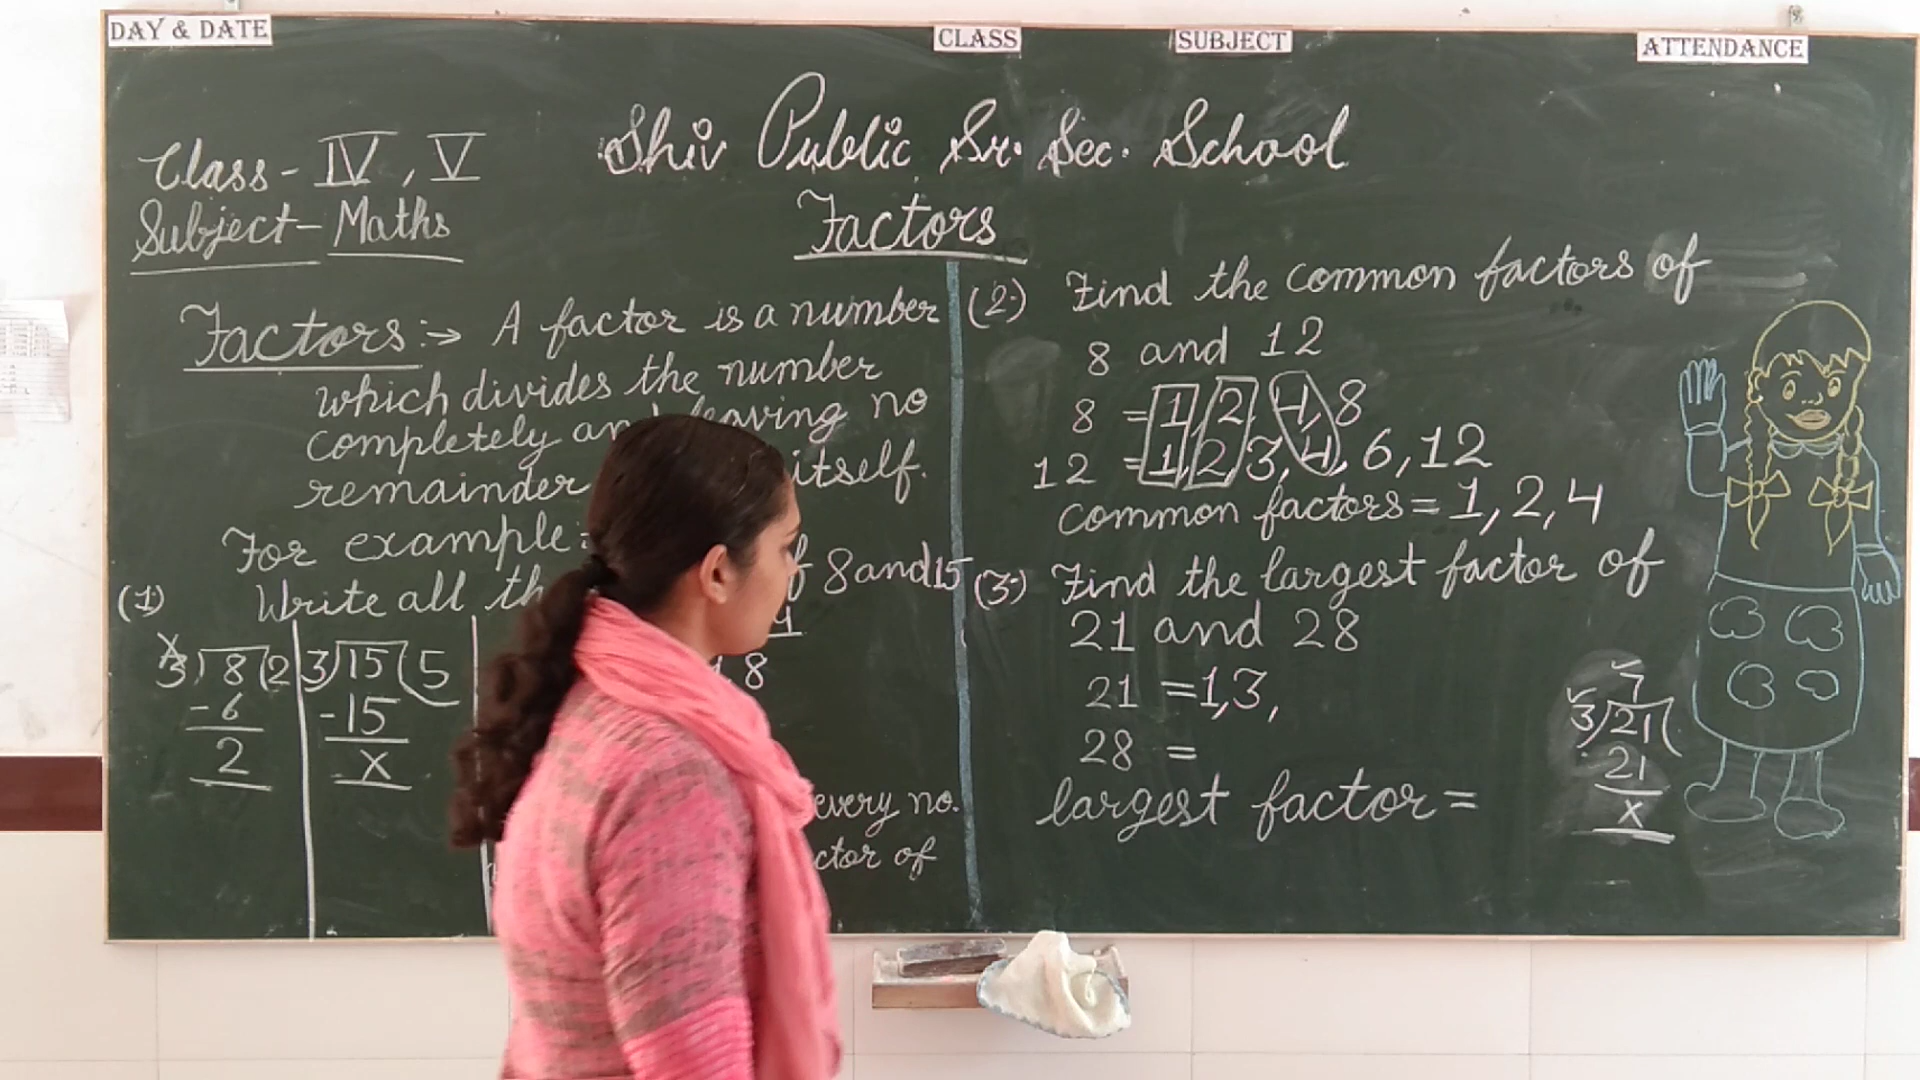 DAY & DATE
CLASS
SUBJECT
ATTENDANCE
Class - IV, V
Shiv Public Sr. Sec. School
Subject - Maths
Factors
Factors :→ A factor is a number
which divides the number
completely and leaving no
remainder itself.
For example:
(1) Write all th f 8 and 15
3) 8 (2
-6
2
3) 15 (5
-15
x
4
8
every no.
ctor of
(2) Find the common factors of
8 and 12
8 = 1, 2, 4, 8
12 = 1, 2, 3, 4, 6, 12
common factors = 1, 2, 4
(3) Find the largest factor of
21 and 28
21 = 1, 3,
28 =
largest factor =
7
3) 21 (
21
x